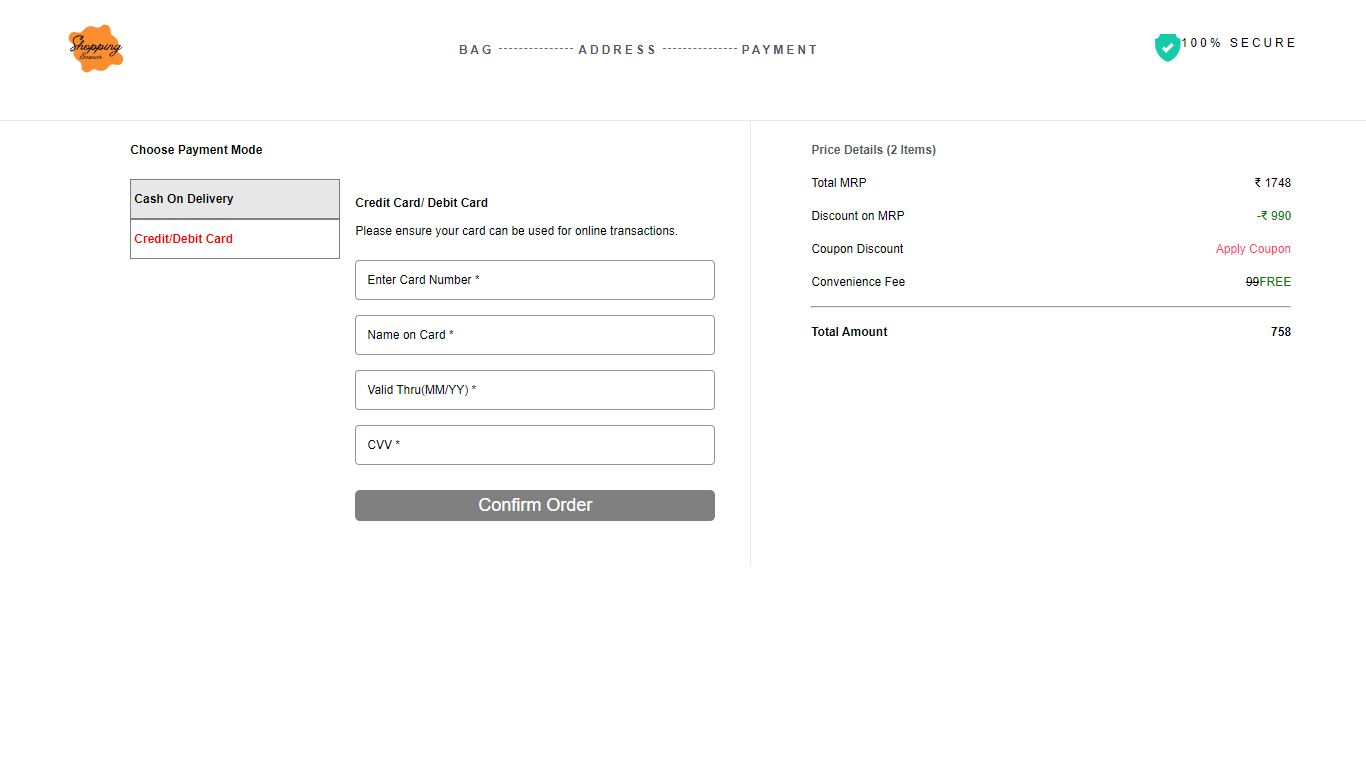 Shopping
BAG ADDRESS PAYMENT
100% SECURE
Choose Payment Mode
Cash On Delivery
Credit/Debit Card
Credit Card/ Debit Card
Please ensure your card can be used for online transactions.
Enter Card Number *
Name on Card *
Valid Thru(MM/YY) *
CVV *
Confirm Order
Price Details (2 Items)
Total MRP ₹ 1748
Discount on MRP -₹ 990
Coupon Discount Apply Coupon
Convenience Fee 99FREE
Total Amount 758